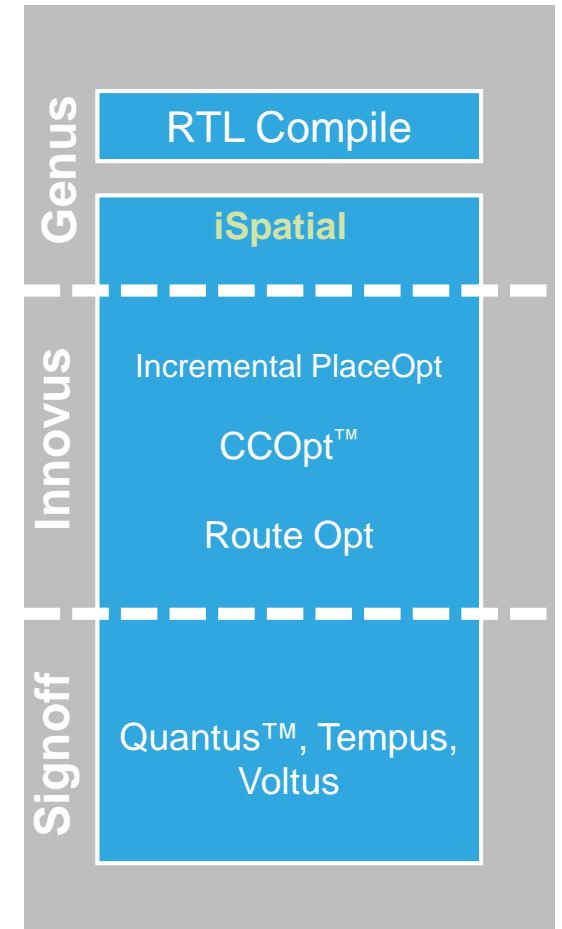 Genus
RTL Compile
iSpatial
Innovus
Incremental PlaceOpt
CCOpt™
Route Opt
Signoff
Quantus™, Tempus,
Voltus